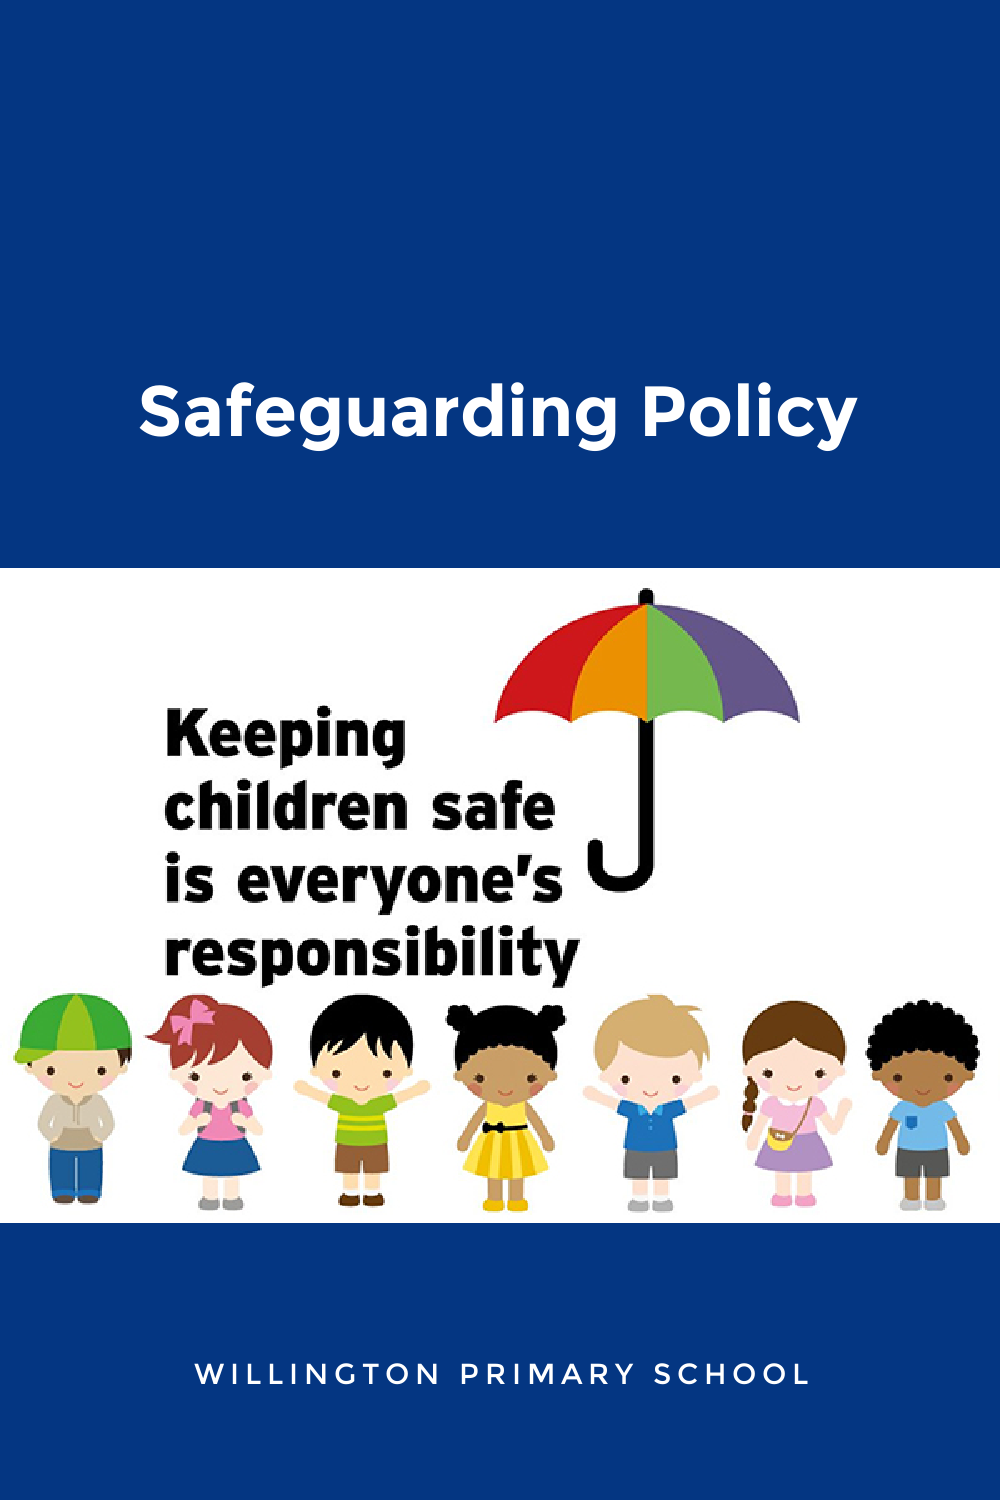 Safeguarding Policy
Keeping
children safe
is everyone's
responsibility
WILLINGTON PRIMARY SCHOOL